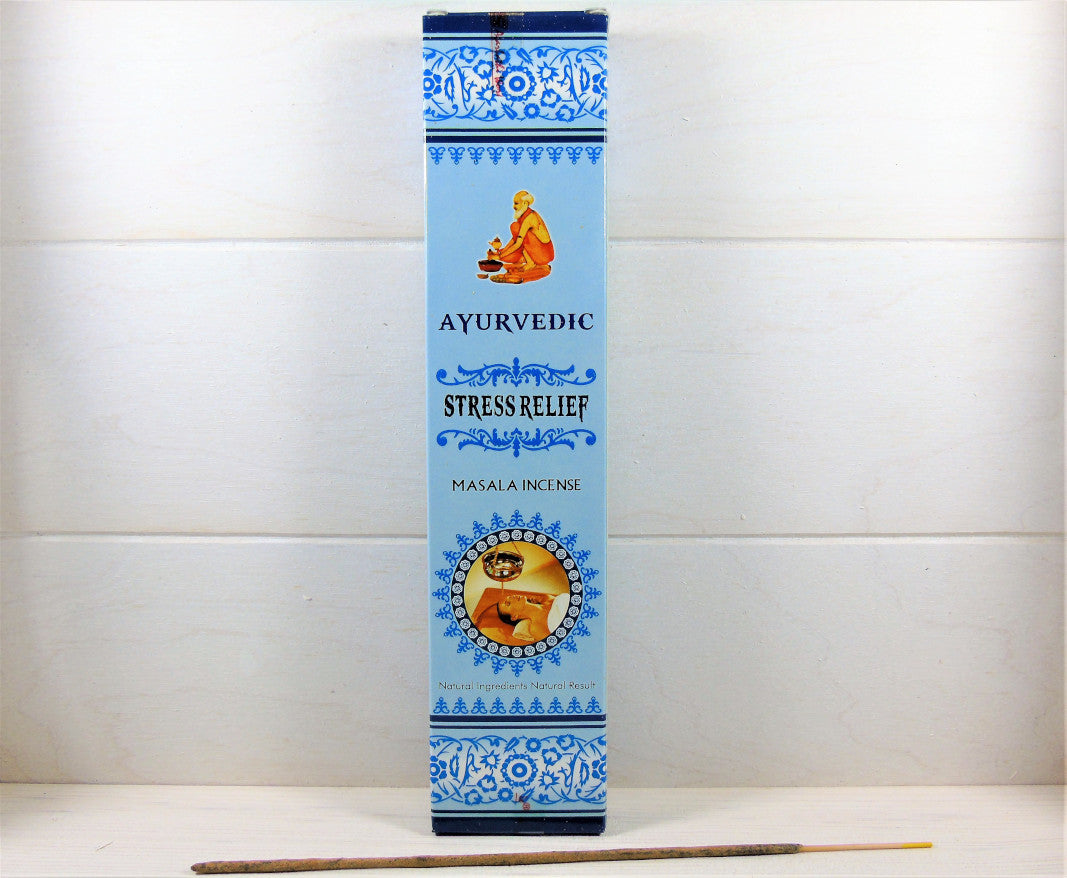 AYURVEDIC
STRESS RELIEF
MASALA INCENSE
Natural Ingredients Natural Result